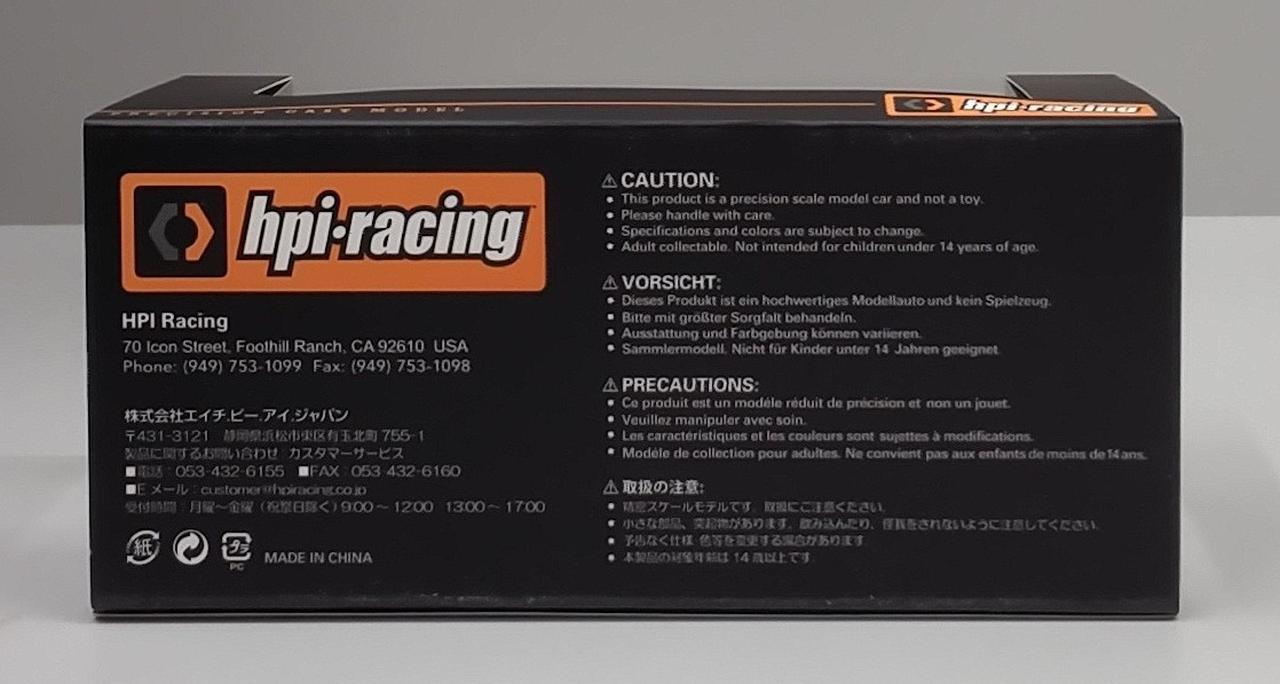 PRECISION CAST MODEL
hpi·racing
hpi·racing
HPI Racing
70 Icon Street, Foothill Ranch, CA 92610 USA
Phone: (949) 753-1099 Fax: (949) 753-1098
株式会社エイチ.ピー.アイ.ジャパン
〒431-3121 静岡県浜松市東区有玉北町 755-1
製品に関するお問い合わせ カスタマーサービス
■電話 : 053-432-6155 ■FAX : 053-432-6160
■E メール : customer@hpiracing.co.jp
受付時間 : 月曜～金曜 (祝祭日除く) 9:00～12:00 13:00～17:00
紙
プラ
PC
MADE IN CHINA
⚠ CAUTION:
• This product is a precision scale model car and not a toy.
• Please handle with care.
• Specifications and colors are subject to change.
• Adult collectable. Not intended for children under 14 years of age.
⚠ VORSICHT:
• Dieses Produkt ist ein hochwertiges Modellauto und kein Spielzeug.
• Bitte mit größter Sorgfalt behandeln.
• Ausstattung und Farbgebung können variieren.
• Sammlermodell. Nicht für Kinder unter 14 Jahren geeignet.
⚠ PRECAUTIONS:
• Ce produit est un modéle réduit de précision et non un jouet.
• Veuillez manipuler avec soin.
• Les caractéristiques et les couleurs sont sujettes à modifications.
• Modéle de collection pour adultes. Ne convient pas aux enfants de moins de 14 ans.
⚠ 取扱の注意:
• 精密スケールモデルです。取扱にご注意ください。
• 小さな部品、突起物があります。飲み込んだり、怪我をされないように注意してください。
• 予告なく仕様・色等を変更する場合があります
• 本製品の対象年齢は 14 歳以上です。